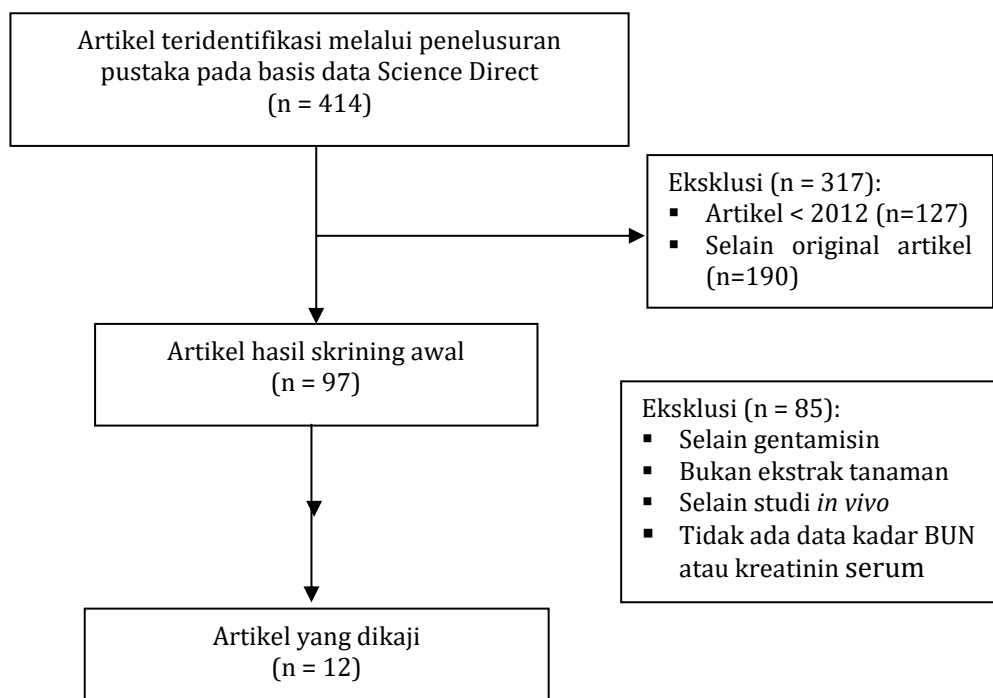 Artikel teridentifikasi melalui penelusuran
pustaka pada basis data Science Direct
(n = 414)
Eksklusi (n = 317):
▪ Artikel < 2012 (n=127)
▪ Selain original artikel
(n=190)
Artikel hasil skrining awal
(n = 97)
Eksklusi (n = 85):
▪ Selain gentamisin
▪ Bukan ekstrak tanaman
▪ Selain studi in vivo
▪ Tidak ada data kadar BUN
atau kreatinin serum
Artikel yang dikaji
(n = 12)